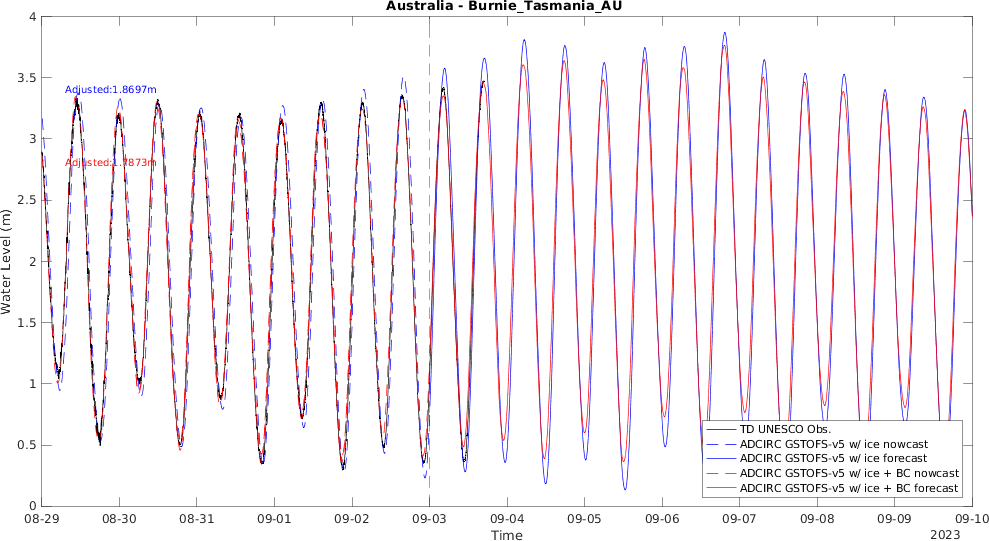 Australia - Burnie_Tasmania_AU
4
3.5
3
2.5
2
1.5
1
0.5
0
Water Level (m)
Adjusted:1.8697m
Adjusted:1.7873m
TD UNESCO Obs.
ADCIRC GSTOFS-v5 w/ ice nowcast
ADCIRC GSTOFS-v5 w/ ice forecast
ADCIRC GSTOFS-v5 w/ ice + BC nowcast
ADCIRC GSTOFS-v5 w/ ice + BC forecast
08-29 08-30 08-31 09-01 09-02 09-03 09-04 09-05 09-06 09-07 09-08 09-09 09-10
Time
2023